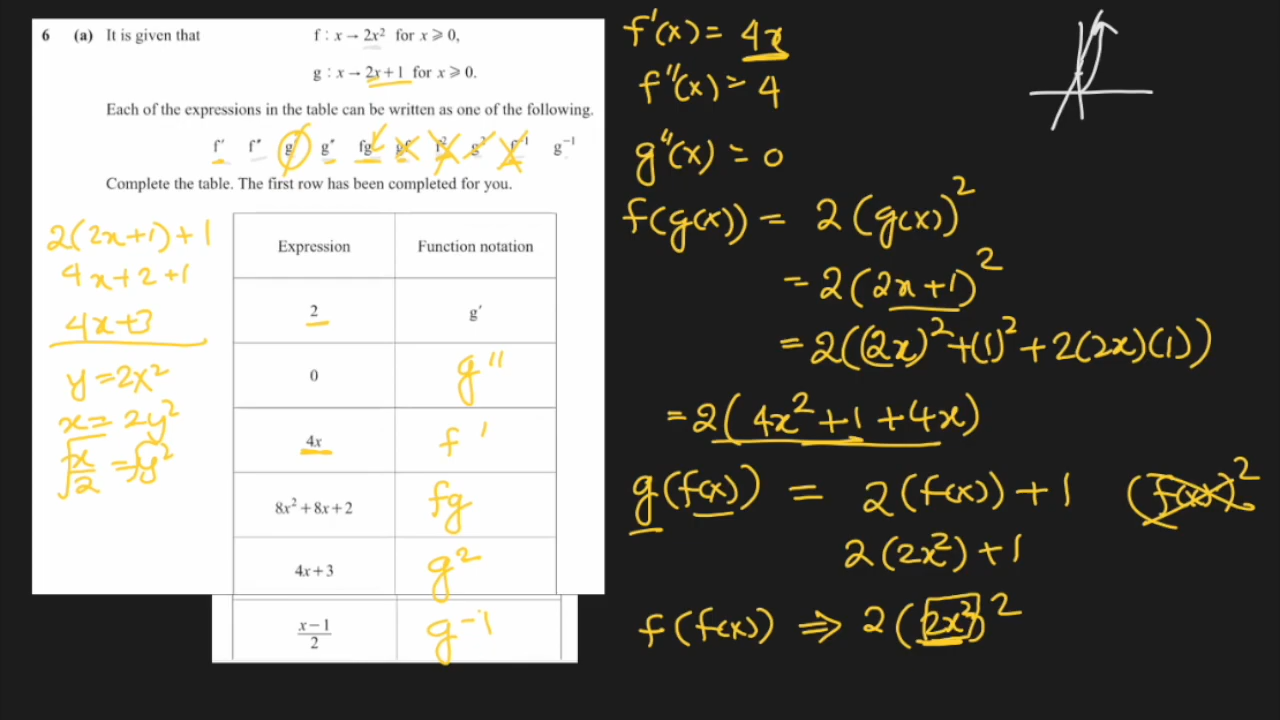 6 (a) It is given that f : x → 2x² for x ⩾ 0,
g : x → 2x + 1 for x ⩾ 0.
Each of the expressions in the table can be written as one of the following.
f′ f″ g′ g″ fg gf f² g² f⁻¹ g⁻¹
Complete the table. The first row has been completed for you.
Expression Function notation
2 g′
0 g''
4x f'
8x² + 8x + 2 fg
4x + 3 g²
(x − 1)/2 g⁻¹
2(2x+1)+1
4x+2+1
4x+3
y = 2x²
x = 2y²
√(x/2) = √y²
f'(x) = 4x
f''(x) = 4
g''(x) = 0
f(g(x)) = 2(g(x))²
= 2(2x+1)²
= 2((2x)²+(1)²+2(2x)(1))
= 2(4x²+1+4x)
g(f(x)) = 2(f(x))+1 (f(x))²
2(2x²)+1
f(f(x)) ⇒ 2(2x²)²